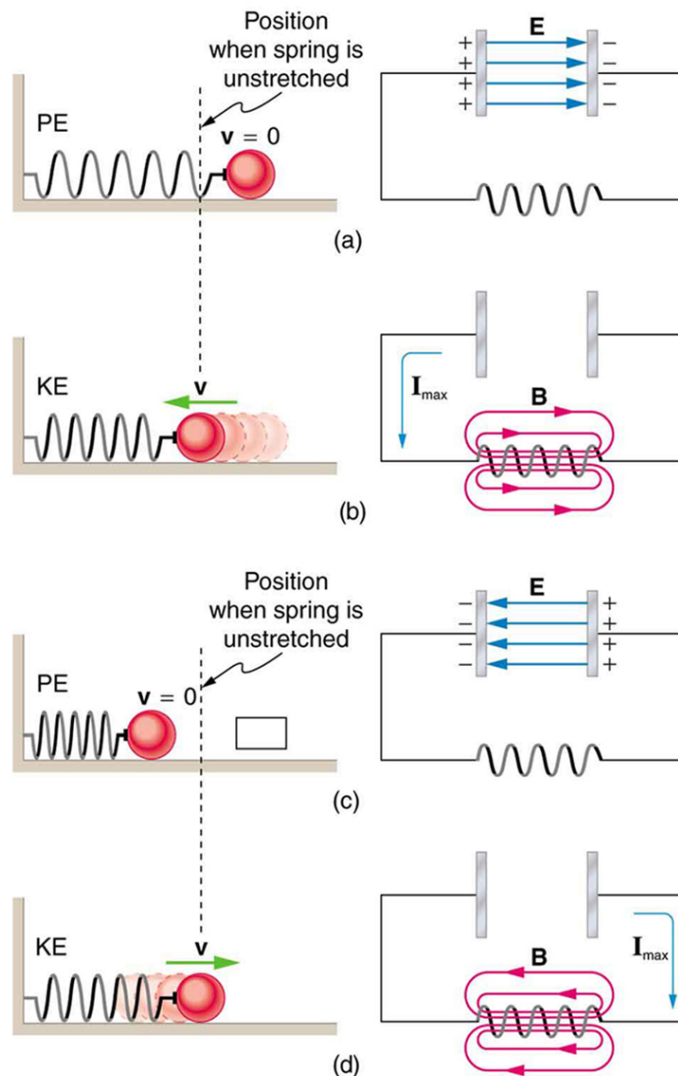 Position
when spring is
unstretched
PE
v = 0
E
+ −
+ −
+ −
+ −
(a)
KE
v
I max
B
(b)
Position
when spring is
unstretched
PE
v = 0
E
− +
− +
− +
− +
(c)
KE
v
I max
B
(d)